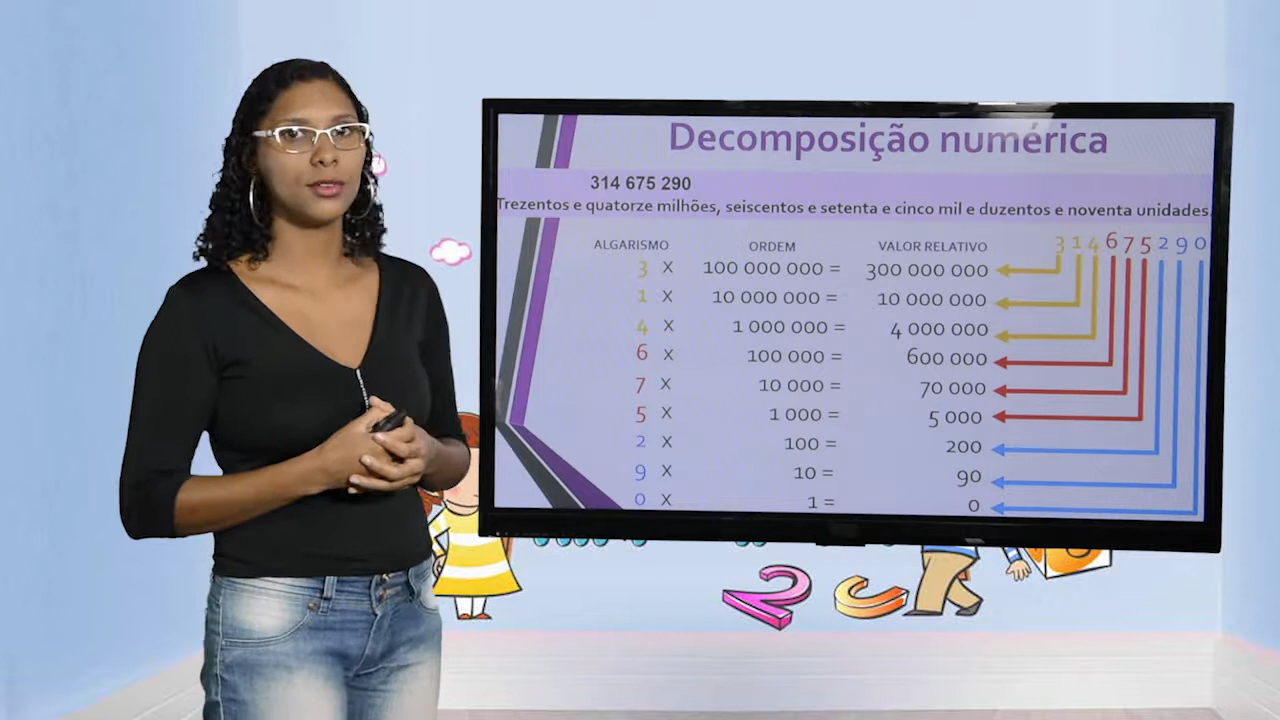 Decomposição numérica
314 675 290
Trezentos e quatorze milhões, seiscentos e setenta e cinco mil e duzentos e noventa unidades.
ALGARISMO ORDEM VALOR RELATIVO 3 1 4 6 7 5 2 9 0
3 X 100 000 000 = 300 000 000
1 X 10 000 000 = 10 000 000
4 X 1 000 000 = 4 000 000
6 X 100 000 = 600 000
7 X 10 000 = 70 000
5 X 1 000 = 5 000
2 X 100 = 200
9 X 10 = 90
0 X 1 = 0